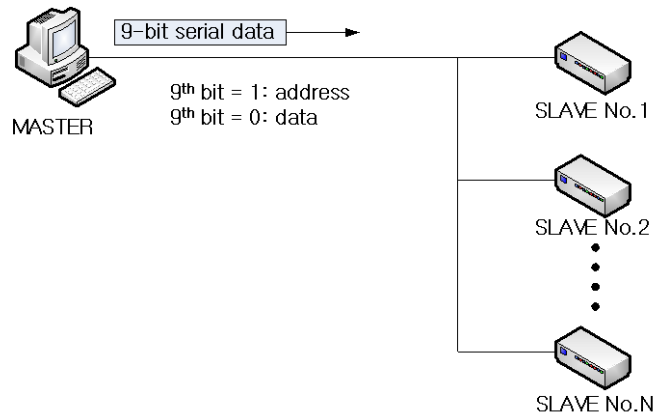 9-bit serial data
9th bit = 1: address
9th bit = 0: data
MASTER
SLAVE No.1
SLAVE No.2
SLAVE No.N